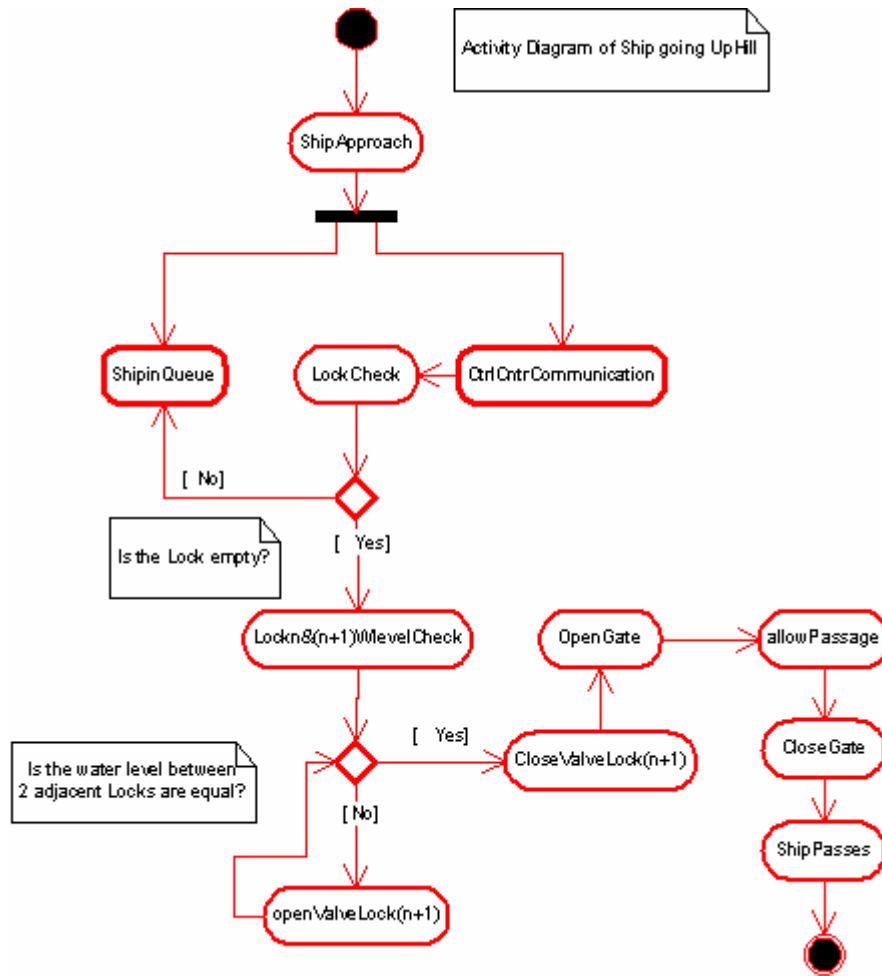 Activity Diagram of Ship going UpHill
ShipApproach
ShipinQueue
LockCheck
CtrlCntrCommunication
[ No]
Is the Lock empty?
[ Yes]
Lockn&(n+1)WlevelCheck
OpenGate
allowPassage
Is the water level between
2 adjacent Locks are equal?
[ Yes]
CloseValveLock(n+1)
CloseGate
[No]
ShipPasses
openValveLock(n+1)